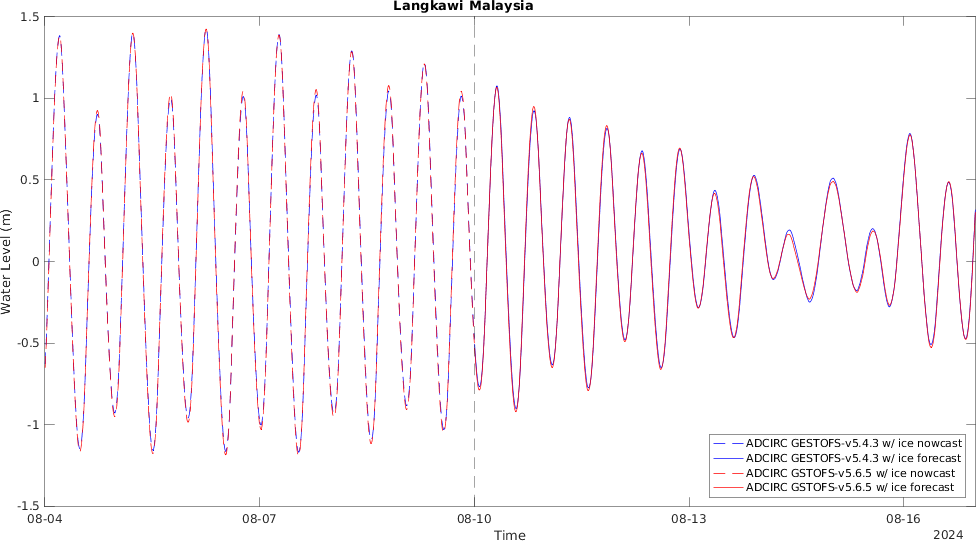 Langkawi Malaysia
1.5
1
0.5
0
-0.5
-1
-1.5
Water Level (m)
ADCIRC GESTOFS-v5.4.3 w/ ice nowcast
ADCIRC GESTOFS-v5.4.3 w/ ice forecast
ADCIRC GSTOFS-v5.6.5 w/ ice nowcast
ADCIRC GSTOFS-v5.6.5 w/ ice forecast
08-04 08-07 08-10 08-13 08-16
Time
2024